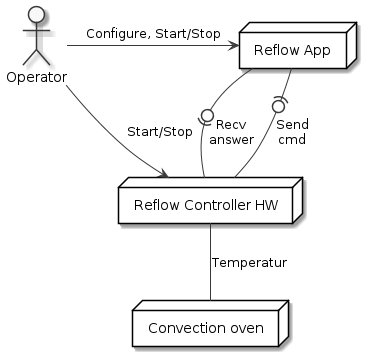 Configure, Start/Stop
Reflow App
Operator
Recv
answer
Send
cmd
Start/Stop
Reflow Controller HW
Temperatur
Convection oven